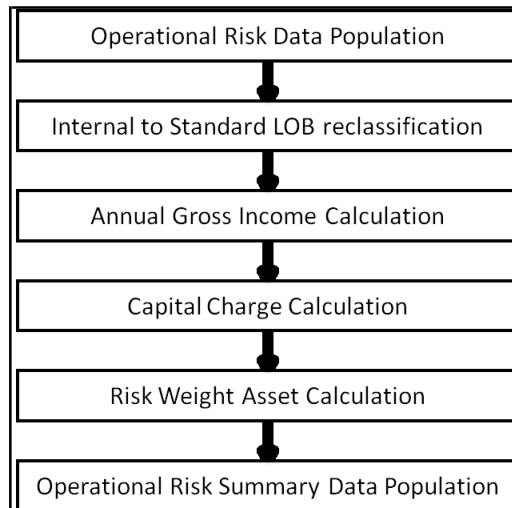 Operational Risk Data Population
Internal to Standard LOB reclassification
Annual Gross Income Calculation
Capital Charge Calculation
Risk Weight Asset Calculation
Operational Risk Summary Data Population